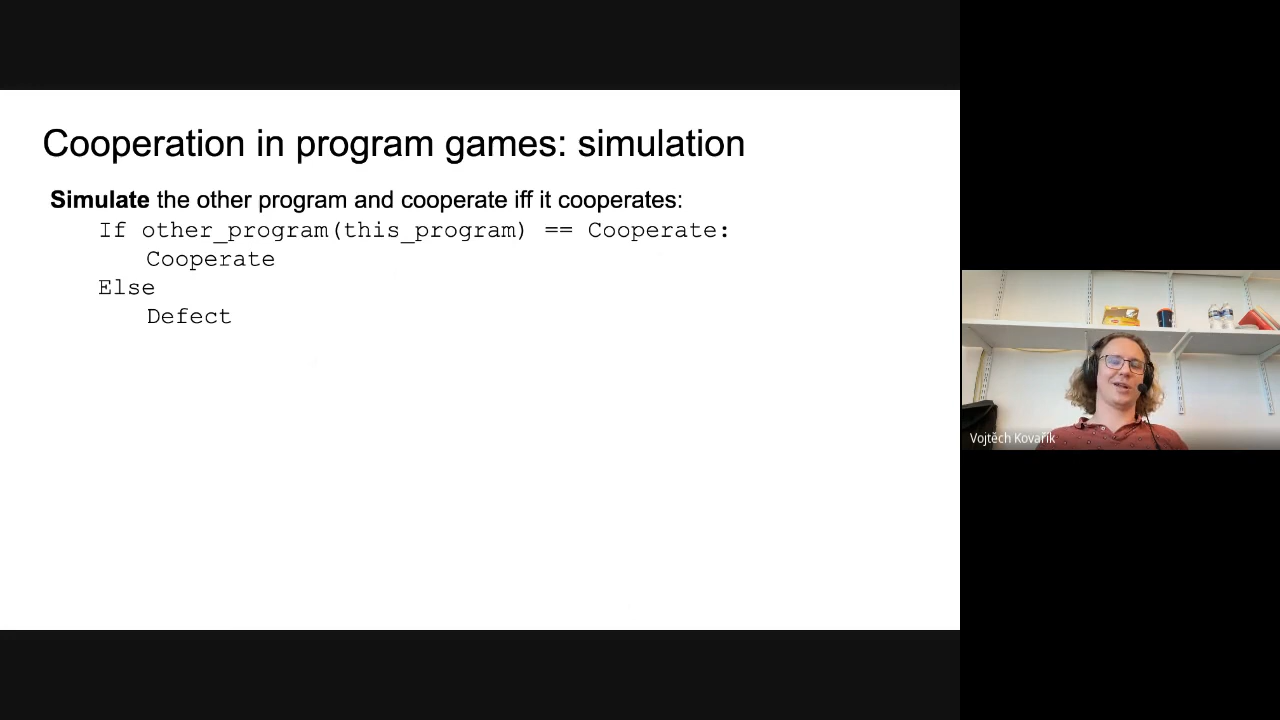 Cooperation in program games: simulation
Simulate the other program and cooperate iff it cooperates:
If other_program(this_program) == Cooperate:
Cooperate
Else
Defect
Vojtěch Kovařík